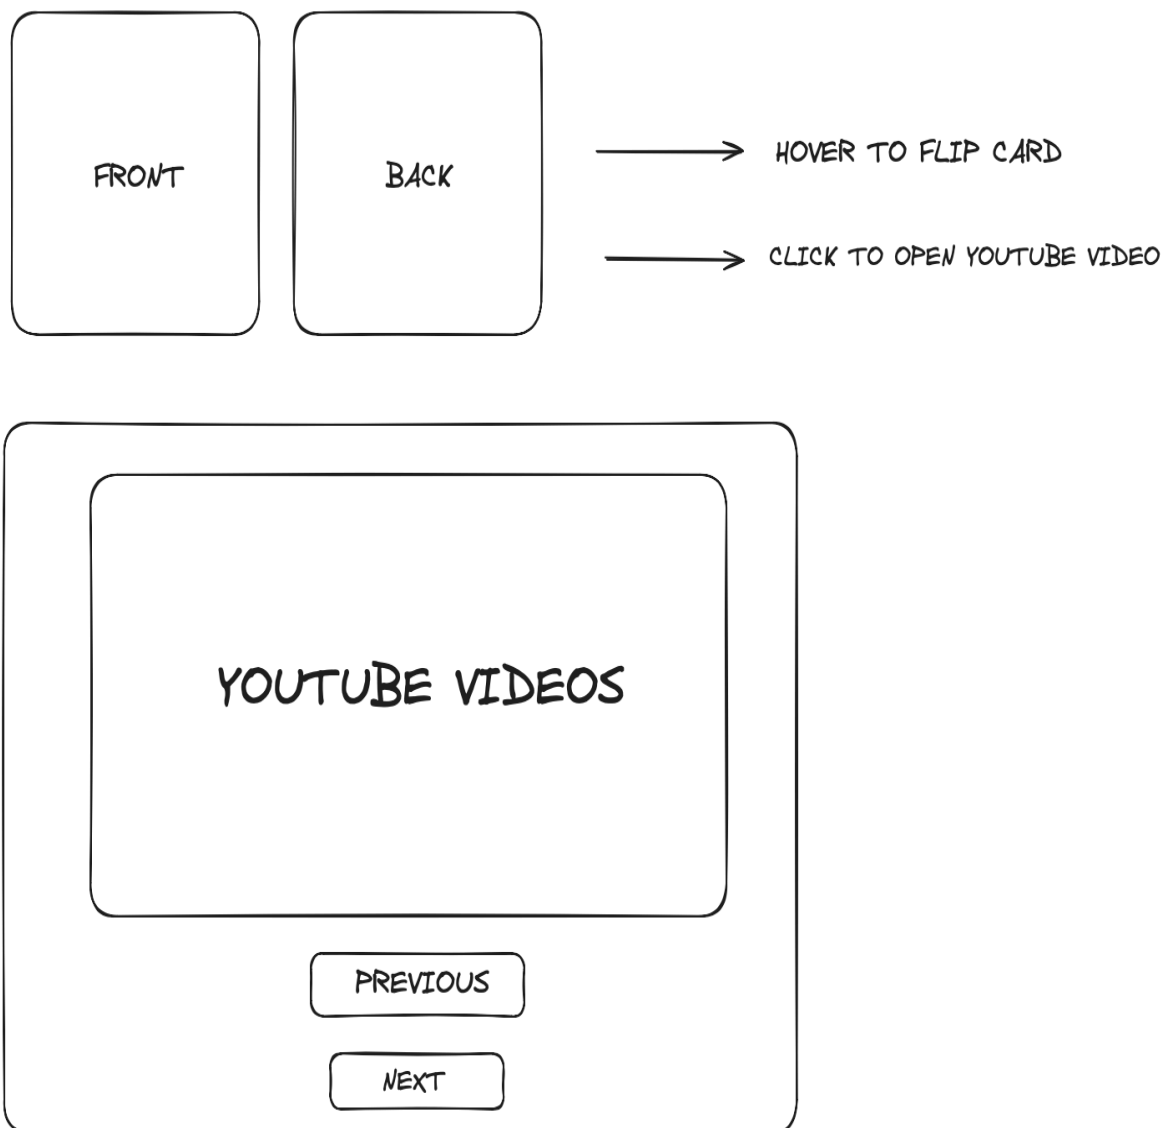 FRONT
BACK
HOVER TO FLIP CARD
CLICK TO OPEN YOUTUBE VIDEO
YOUTUBE VIDEOS
PREVIOUS
NEXT